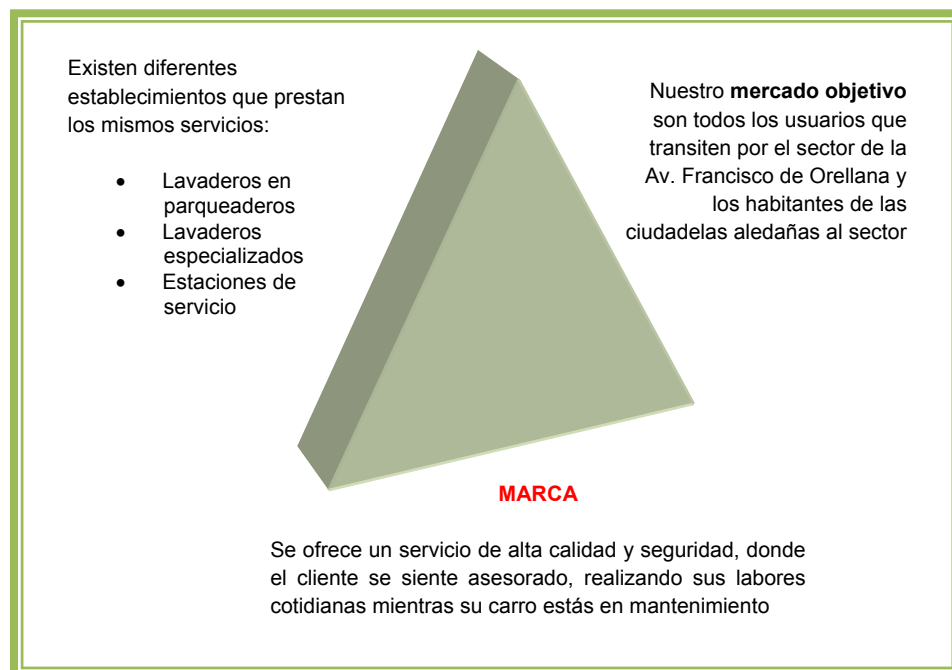 Existen diferentes
establecimientos que prestan
los mismos servicios:
• Lavaderos en
parqueaderos
• Lavaderos
especializados
• Estaciones de
servicio
Nuestro mercado objetivo
son todos los usuarios que
transiten por el sector de la
Av. Francisco de Orellana y
los habitantes de las
ciudadelas aledañas al sector
MARCA
Se ofrece un servicio de alta calidad y seguridad, donde
el cliente se siente asesorado, realizando sus labores
cotidianas mientras su carro estás en mantenimiento